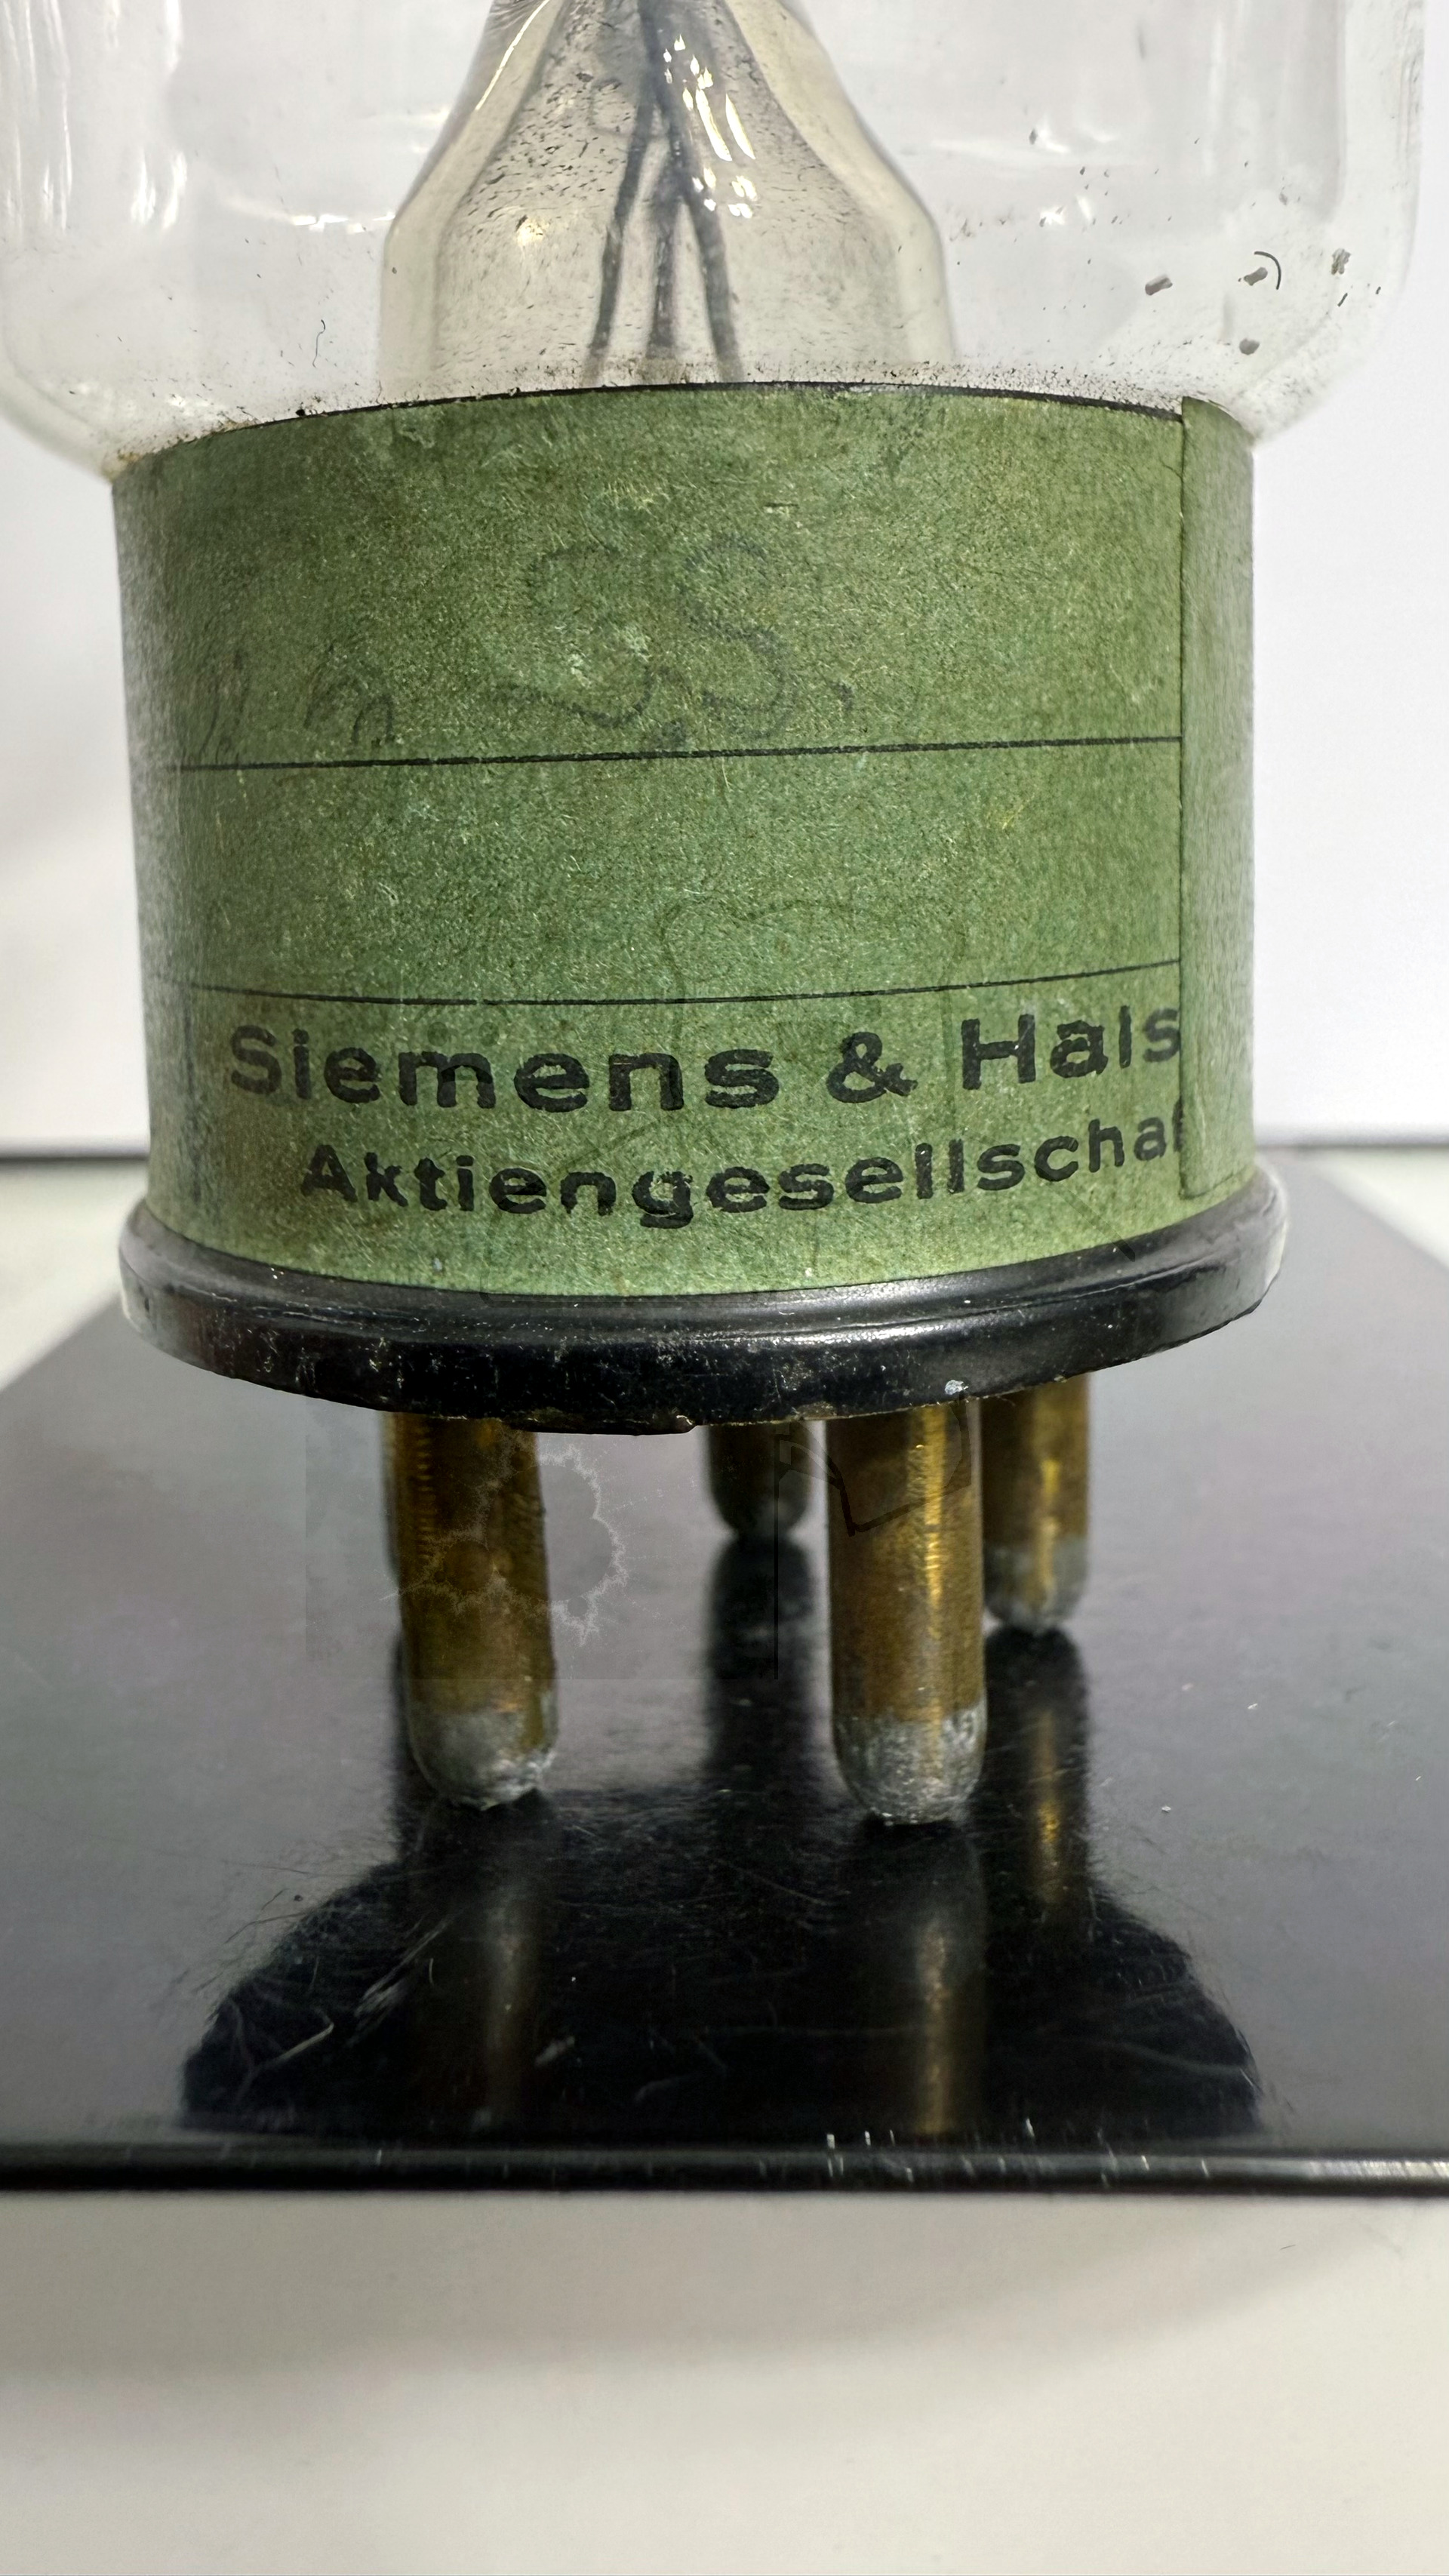 Siemens & Hals
Aktiengesellschaf